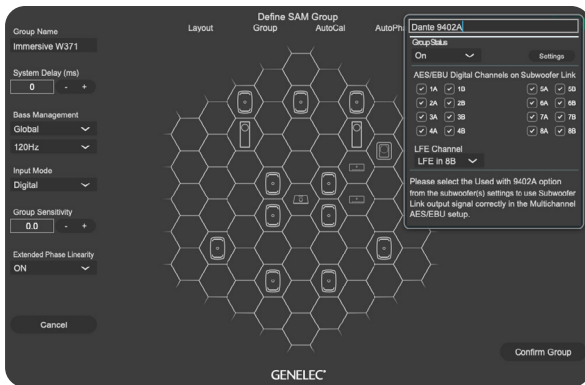 Define SAM Group
Layout Group AutoCal AutoPh
Group Name
Immersive W371
System Delay (ms)
0 - +
Bass Management
Global
120Hz
Input Mode
Digital
Group Sensitivity
0.0 - +
Extended Phase Linearity
ON
Cancel
Dante 9402A
Group Status
On Settings
AES/EBU Digital Channels on Subwoofer Link
1A 1B 5A 5B
2A 2B 6A 6B
3A 3B 7A 7B
4A 4B 8A 8B
LFE Channel
LFE in 8B
Please select the Used with 9402A option
from the subwoofer(s) settings to use Subwoofer
Link output signal correctly in the Multichannel
AES/EBU setup.
Confirm Group
GENELEC®